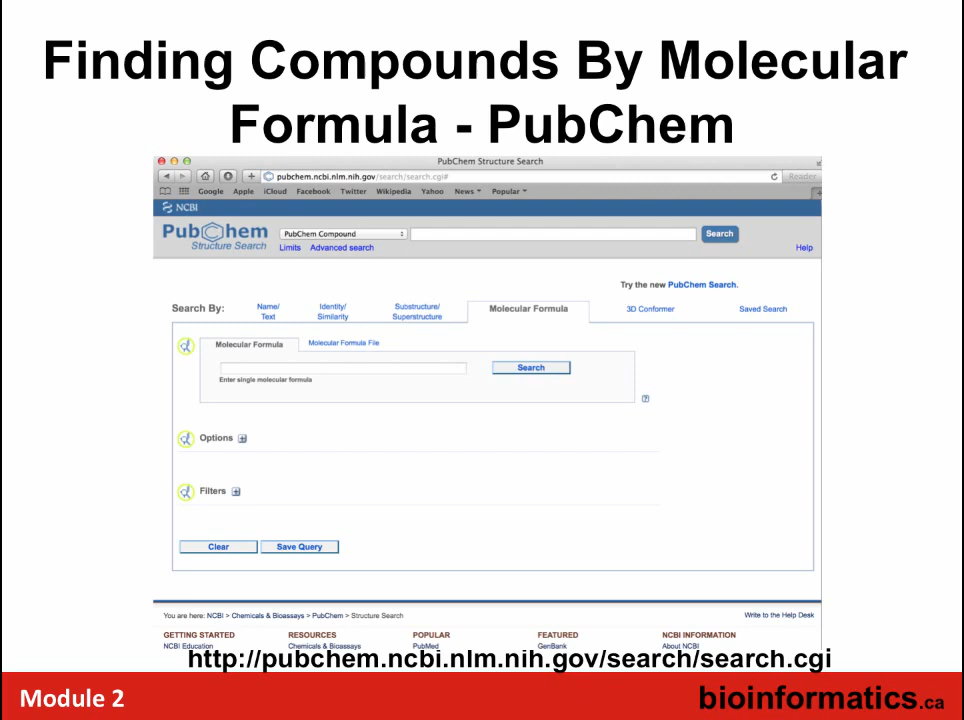 Finding Compounds By Molecular
Formula - PubChem
PubChem Structure Search
pubchem.ncbi.nlm.nih.gov/search/search.cgi#
Reader
Google Apple iCloud Facebook Twitter Wikipedia Yahoo News Popular
NCBI
PubChem
Structure Search
PubChem Compound
Search
Limits Advanced search
Help
Try the new PubChem Search.
Search By:
Name/
Text
Identity/
Similarity
Substructure/
Superstructure
Molecular Formula
3D Conformer
Saved Search
Molecular Formula
Molecular Formula File
Search
Enter single molecular formula
?
Options
Filters
Clear
Save Query
You are here: NCBI > Chemicals & Bioassays > PubChem > Structure Search
Write to the Help Desk
GETTING STARTED RESOURCES POPULAR FEATURED NCBI INFORMATION
NCBI Education Chemicals & Bioassays PubMed GenBank About NCBI
http://pubchem.ncbi.nlm.nih.gov/search/search.cgi
Module 2
bioinformatics.ca